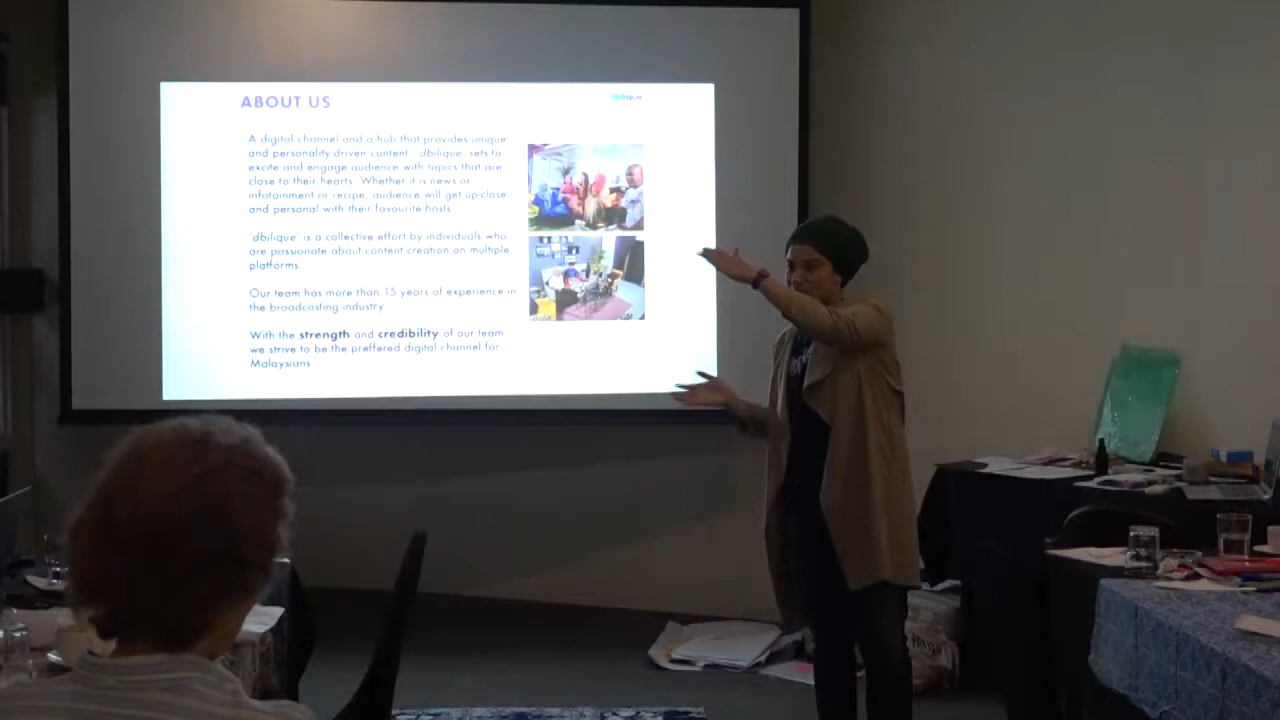 ABOUT US
A digital channel and a hub that provides unique
and personality driven content. 'dbilique' sets to
excite and engage audience with topics that are
close to their hearts. Whether it is news or
infotainment or recipe, audience will get up-close
and personal with their favourite hosts.
'dbilique' is a collective effort by individuals who
are passionate about content creation on multiple
platforms.
Our team has more than 15 years of experience in
the broadcasting industry
With the strength and credibility of our team
we strive to be the preffered digital channel for
Malaysians